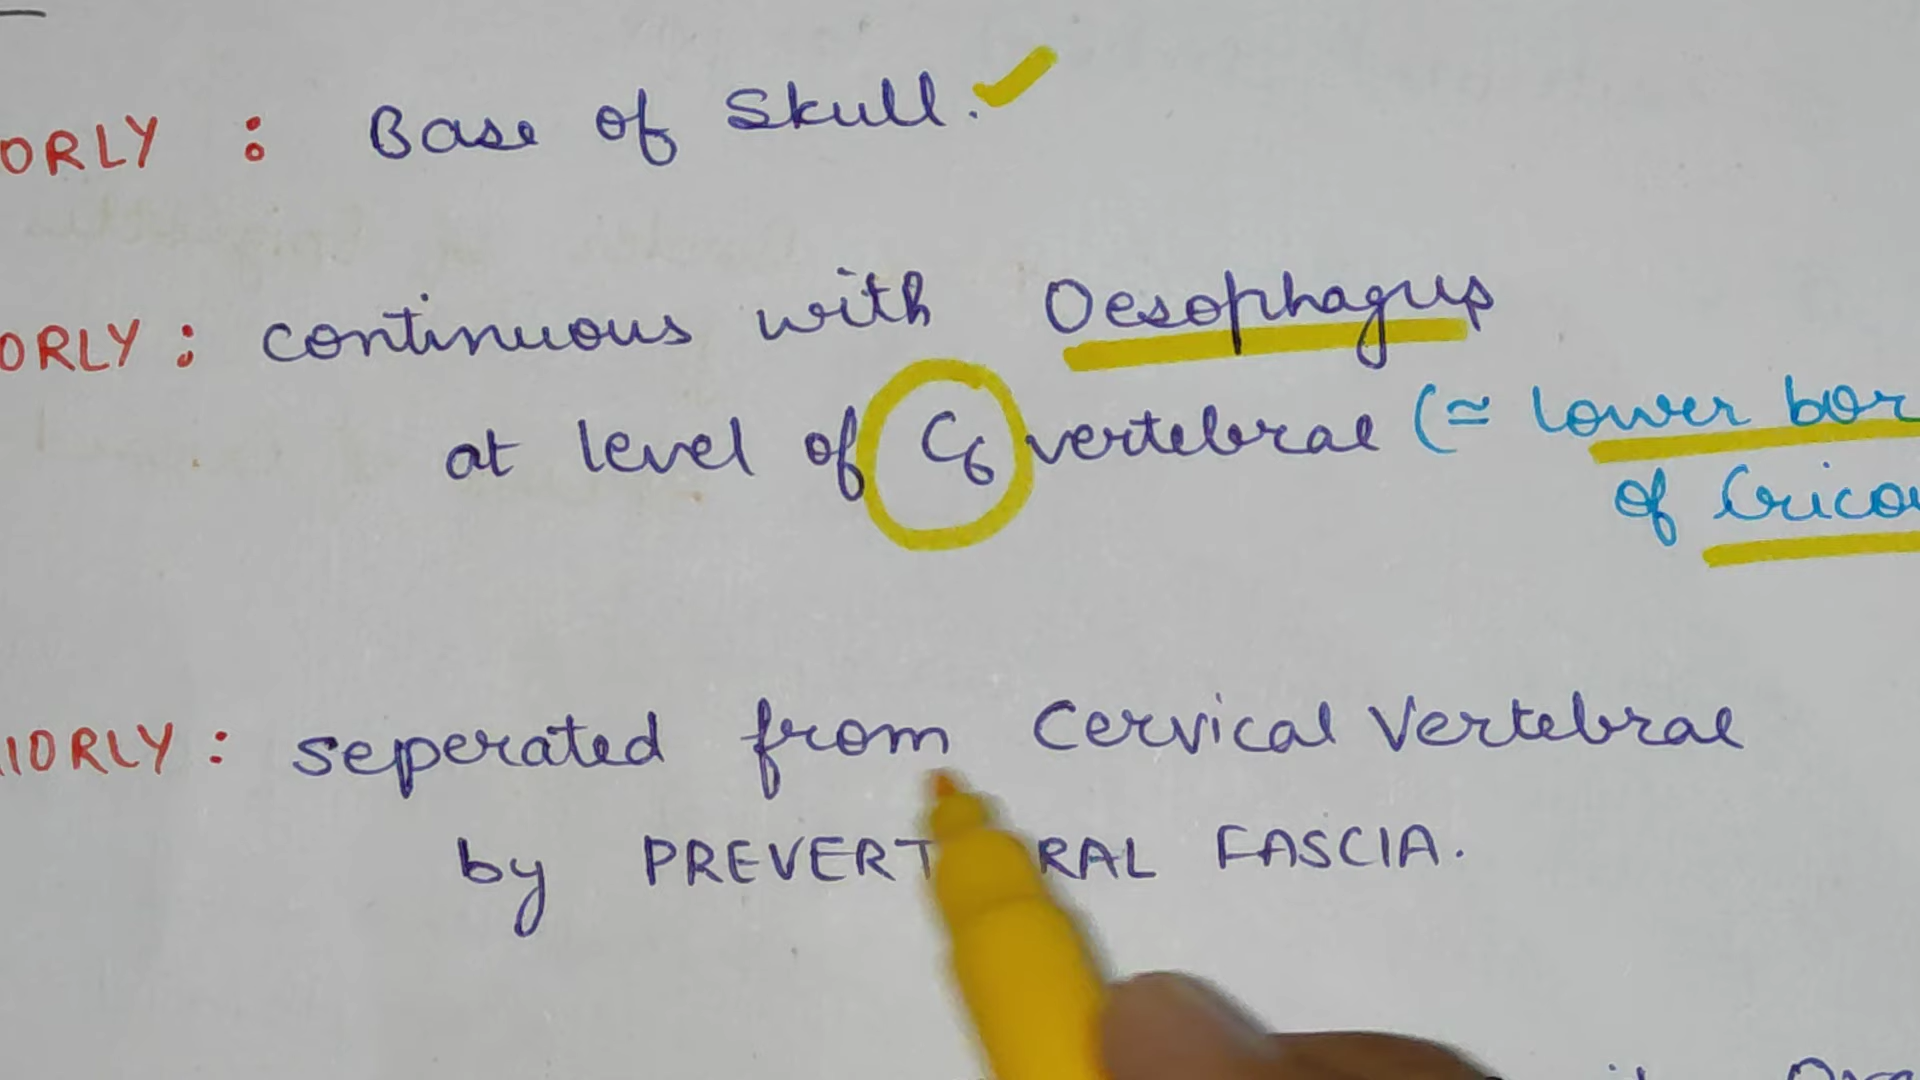 ORLY : Base of Skull.
ORLY : continuous with Oesophagus
at level of C6 vertebrae (≃ lower bor
of Crico
IORLY : seperated from Cervical Vertebrae
by PREVERT RAL FASCIA.